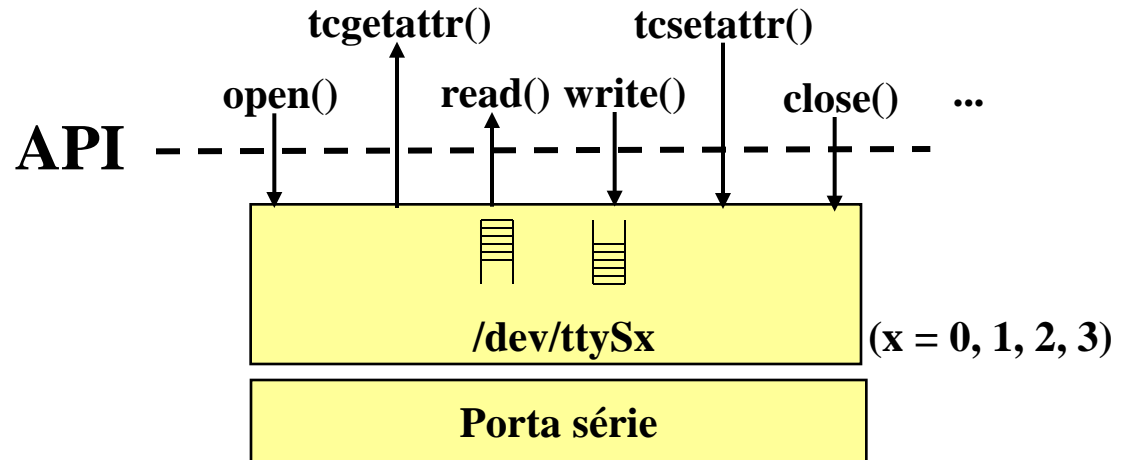 tcgetattr() tcsetattr()
open() read() write() close() ...
API
/dev/ttySx (x = 0, 1, 2, 3)
Porta série